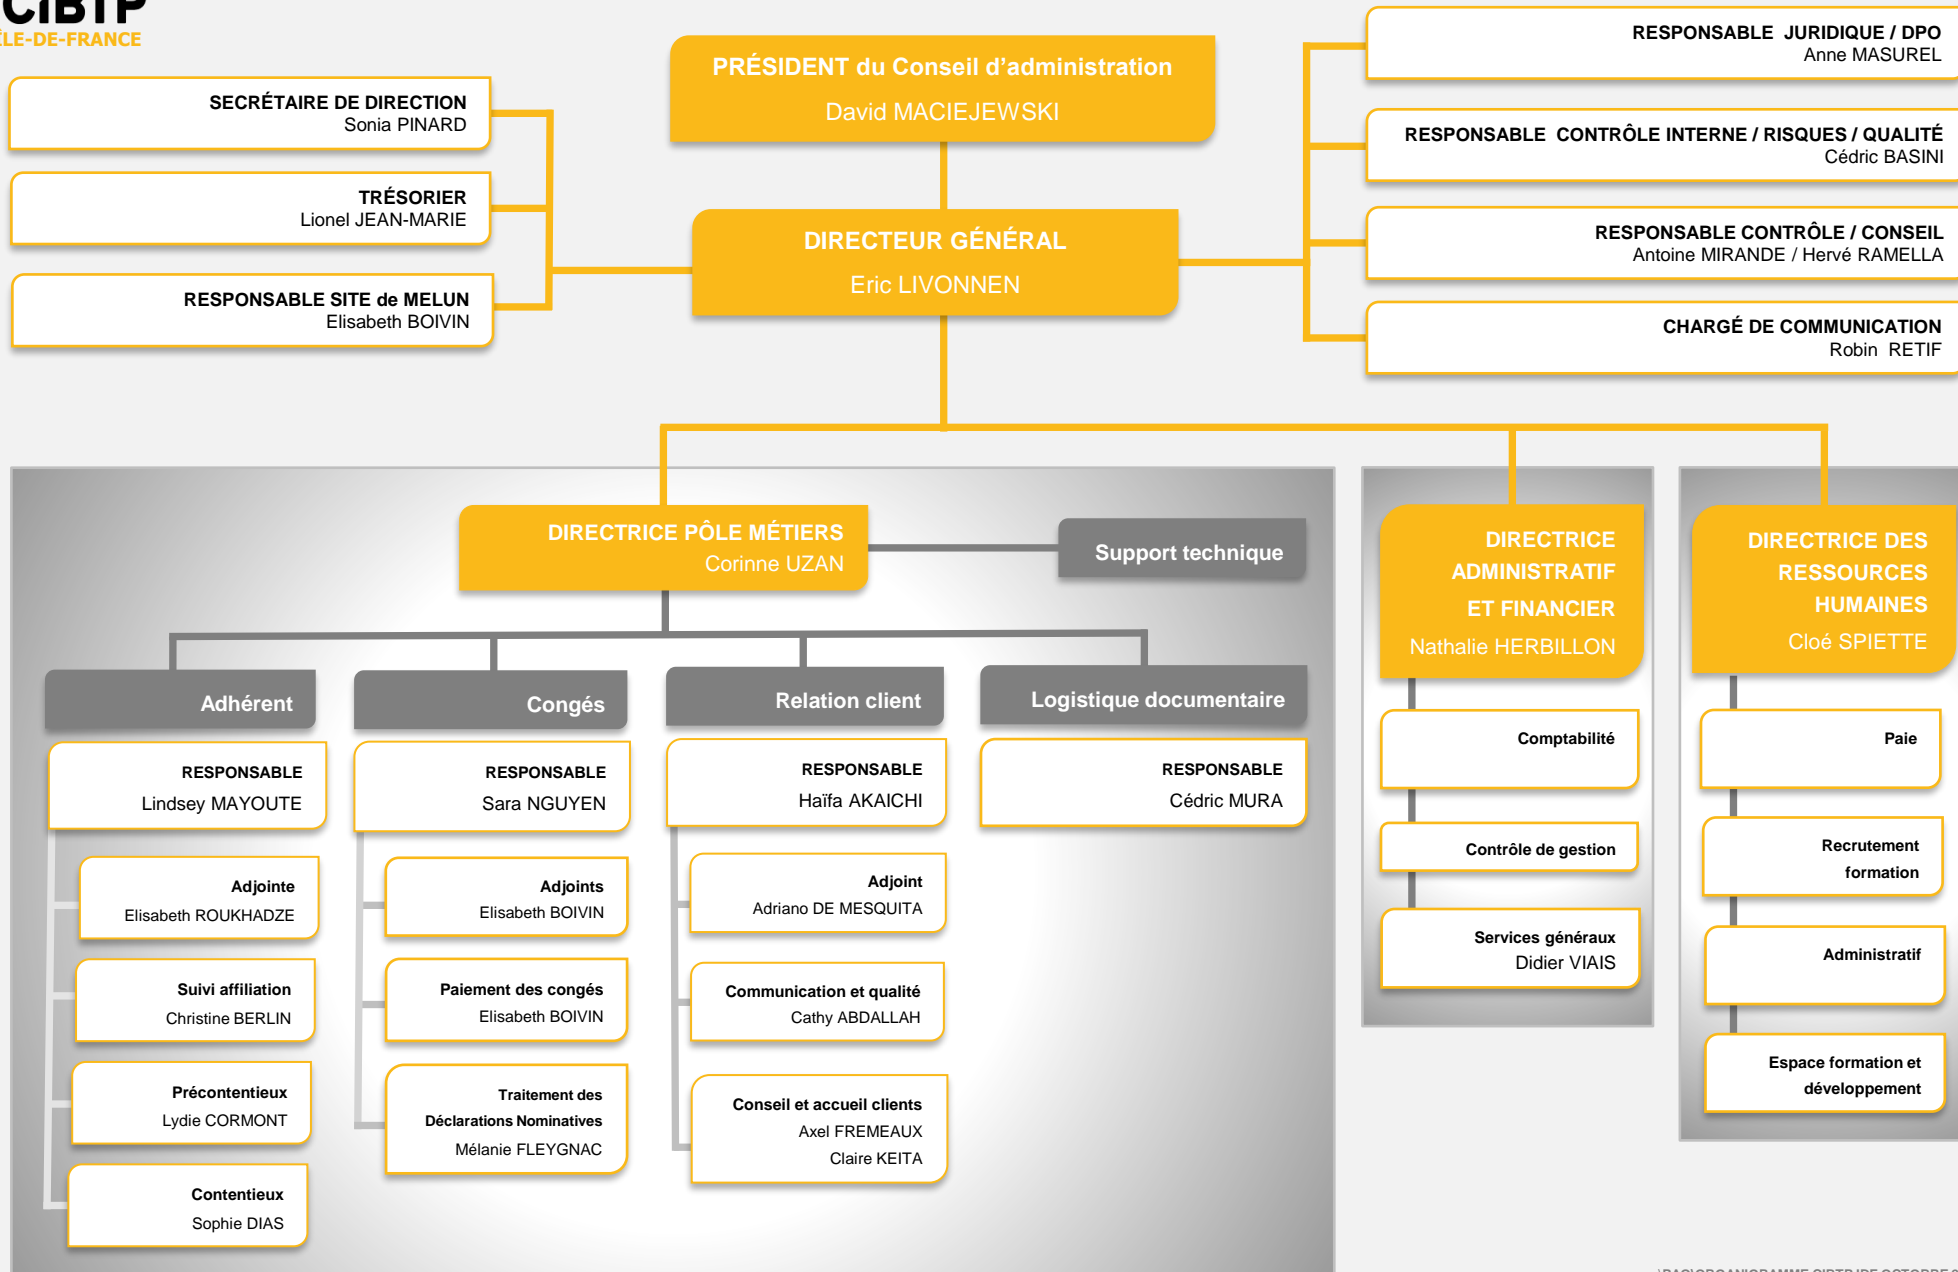 CIBTP
ÎLE-DE-FRANCE
PRÉSIDENT du Conseil d’administration
David MACIEJEWSKI
SECRÉTAIRE DE DIRECTION
Sonia PINARD
TRÉSORIER
Lionel JEAN-MARIE
RESPONSABLE SITE de MELUN
Elisabeth BOIVIN
DIRECTEUR GÉNÉRAL
Eric LIVONNEN
RESPONSABLE JURIDIQUE / DPO
Anne MASUREL
RESPONSABLE CONTRÔLE INTERNE / RISQUES / QUALITÉ
Cédric BASINI
RESPONSABLE CONTRÔLE / CONSEIL
Antoine MIRANDE / Hervé RAMELLA
CHARGÉ DE COMMUNICATION
Robin RETIF
DIRECTRICE PÔLE MÉTIERS
Corinne UZAN
Support technique
Adhérent
RESPONSABLE
Lindsey MAYOUTE
Adjointe
Elisabeth ROUKHADZE
Suivi affiliation
Christine BERLIN
Précontentieux
Lydie CORMONT
Contentieux
Sophie DIAS
Congés
RESPONSABLE
Sara NGUYEN
Adjoints
Elisabeth BOIVIN
Paiement des congés
Elisabeth BOIVIN
Traitement des
Déclarations Nominatives
Mélanie FLEYGNAC
Relation client
RESPONSABLE
Haïfa AKAICHI
Adjoint
Adriano DE MESQUITA
Communication et qualité
Cathy ABDALLAH
Conseil et accueil clients
Axel FREMEAUX
Claire KEITA
Logistique documentaire
RESPONSABLE
Cédric MURA
DIRECTRICE
ADMINISTRATIF
ET FINANCIER
Nathalie HERBILLON
Comptabilité
Contrôle de gestion
Services généraux
Didier VIAIS
DIRECTRICE DES
RESSOURCES
HUMAINES
Cloé SPIETTE
Paie
Recrutement
formation
Administratif
Espace formation et
développement